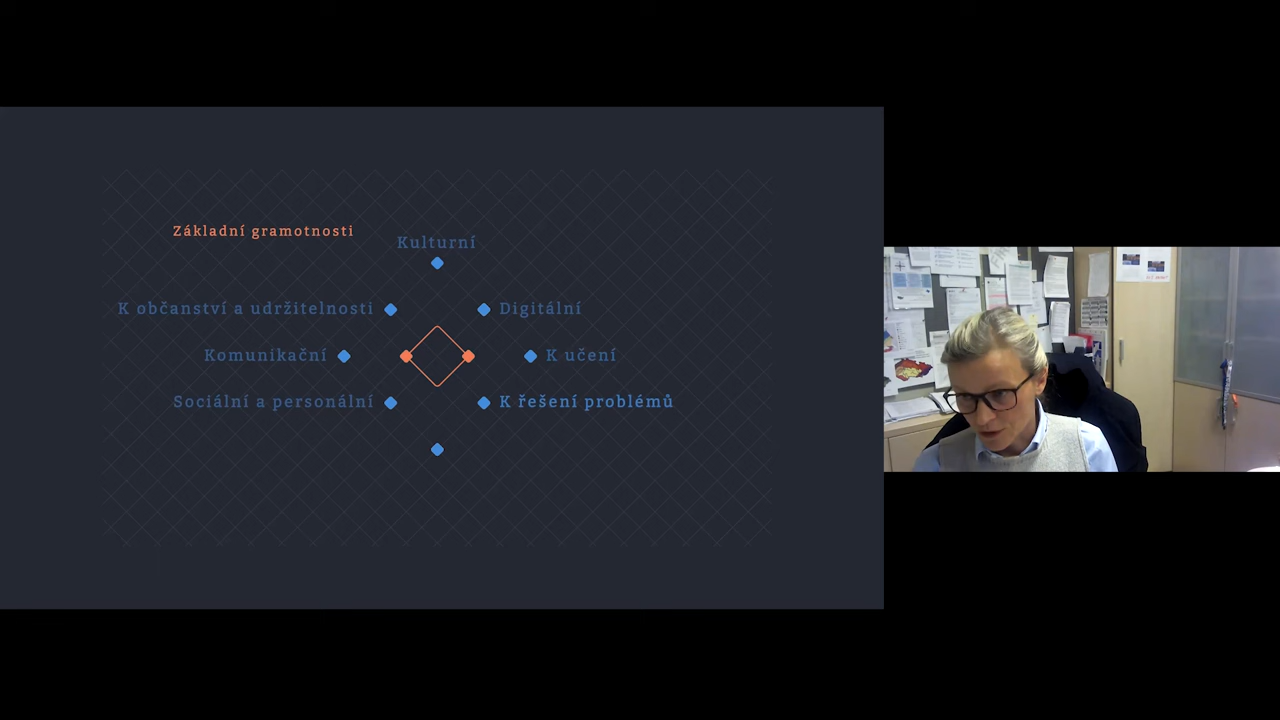 Základní gramotnosti
Kulturní
K občanství a udržitelnosti
Digitální
Komunikační
K učení
Sociální a personální
K řešení problémů